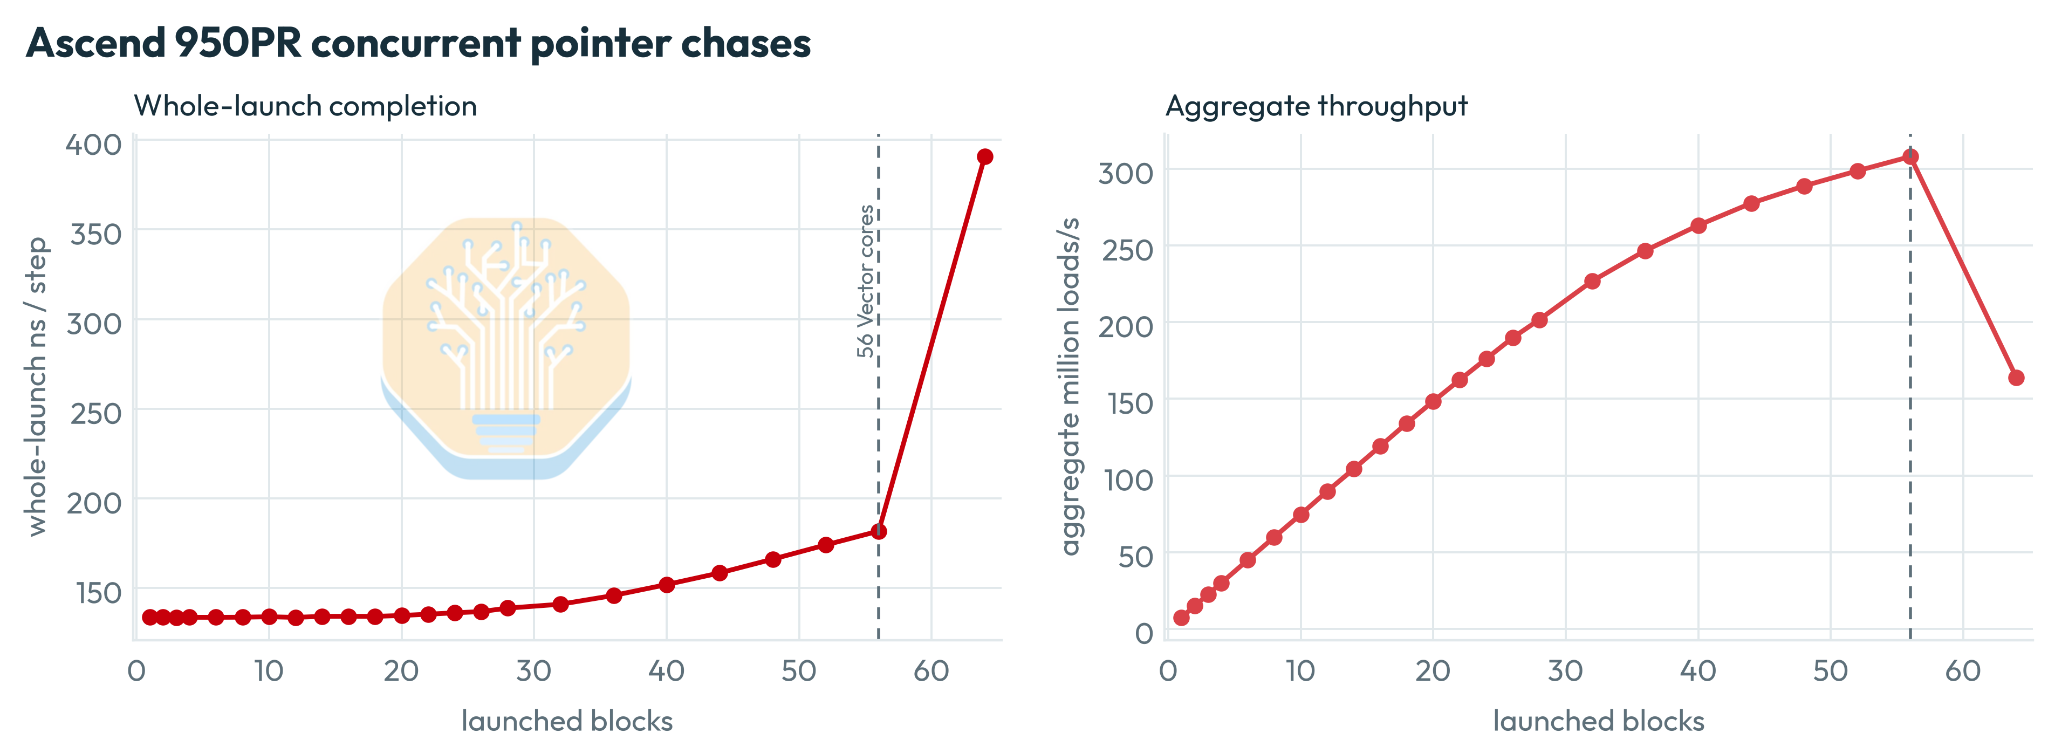 Ascend 950PR concurrent pointer chases
Whole-launch completion
whole-launch ns / step
400
350
300
250
200
150
56 Vector cores
0 10 20 30 40 50 60
launched blocks
Aggregate throughput
aggregate million loads/s
300
250
200
150
100
50
0
0 10 20 30 40 50 60
launched blocks